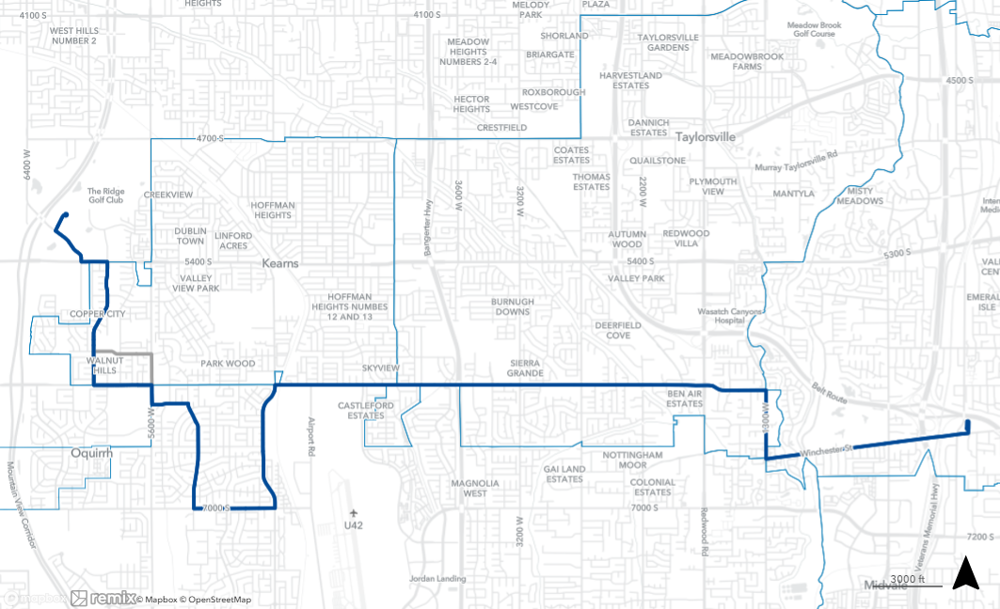 HEIGHTS
4100 S
4100 S
MELODY
PARK
PLAZA
WEST HILLS
NUMBER 2
MEADOW
HEIGHTS
NUMBERS 2-4
SHORLAND
BRIARGATE
TAYLORSVILLE
GARDENS
Meadow Brook
Golf Course
MEADOWBROOK
FARMS
HARVESTLAND
ESTATES
4500 S
ROXBOROUGH
HECTOR
HEIGHTS
WESTCOVE
CRESTFIELD
DANNICH
ESTATES
Taylorsville
4700 S
6400 W
COATES
ESTATES
QUAILSTONE
Murray Taylorsville Rd
THOMAS
ESTATES
2200 W
PLYMOUTH
VIEW
MANTYLA
MISTY
MEADOWS
The Ridge
Golf Club
CREEKVIEW
HOFFMAN
HEIGHTS
Bangerter Hwy
3600 W
3200 W
Inter
Medi
DUBLIN
TOWN
LINFORD
ACRES
AUTUMN
WOOD
REDWOOD
VILLA
5400 S
Kearns
5400 S
5300 S
VALLEY
VIEW PARK
VALLEY PARK
VAL
CEN
COPPER CITY
HOFFMAN
HEIGHTS NUMBES
12 AND 13
BURNUGH
DOWNS
Wasatch Canyons
Hospital
EMERAL
ISLE
DEERFIELD
COVE
WALNUT
HILLS
PARK WOOD
SKYVIEW
SIERRA
GRANDE
Belt Route
BEN AIR
ESTATES
CASTLEFORD
ESTATES
5600 W
Airport Rd
1300 W
Oquirrh
Winchester St
NOTTINGHAM
MOOR
GAI LAND
ESTATES
MAGNOLIA
WEST
COLONIAL
ESTATES
Mountain View Corridor
7000 S
7000 S
U42
3200 W
Redwood Rd
Veterans Memorial Hwy
7200 S
Jordan Landing
3000 ft
Midvale
mapbox
remix
© Mapbox © OpenStreetMap